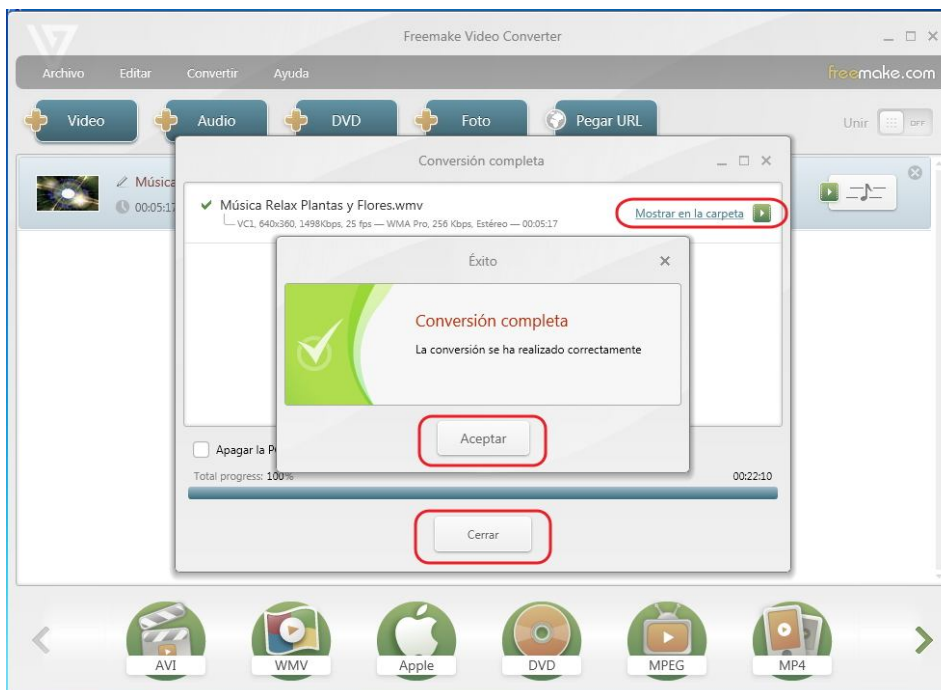 Freemake Video Converter
Archivo Editar Convertir Ayuda
freemake.com
Video Audio DVD Foto Pegar URL
Unir OFF
Conversión completa
Música
00:05:17
Música Relax Plantas y Flores.wmv
Mostrar en la carpeta
VC1, 640x360, 1498Kbps, 25 fps — WMA Pro, 256 Kbps, Estéreo — 00:05:17
Éxito
Conversión completa
La conversión se ha realizado correctamente
Aceptar
Apagar la
Total progress: 100%
00:22:10
Cerrar
AVI WMV Apple DVD MPEG MP4